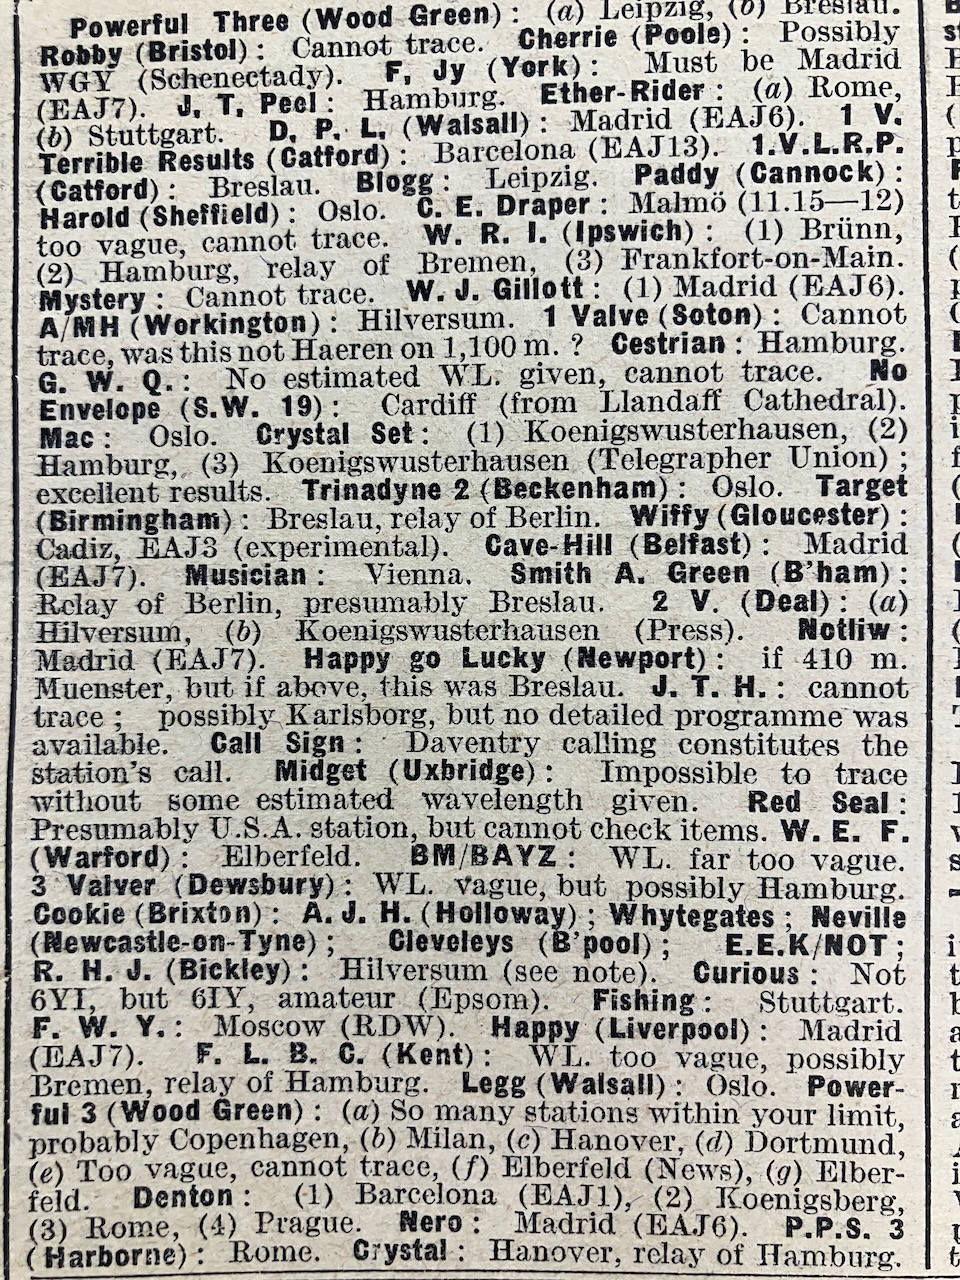 Powerful Three (Wood Green): (a) Leipzig, (b) Breslau.
Robby (Bristol): Cannot trace. Cherrie (Poole): Possibly
WGY (Schenectady). F. Jy (York): Must be Madrid
(EAJ7). J. T. Peel: Hamburg. Ether-Rider: (a) Rome,
(b) Stuttgart. D. P. L. (Walsall): Madrid (EAJ6). 1 V.
Terrible Results (Catford): Barcelona (EAJ13). 1.V.L.R.P.
(Catford): Breslau. Blogg: Leipzig. Paddy (Cannock):
Harold (Sheffield): Oslo. C. E. Draper: Malmö (11.15—12)
too vague, cannot trace. W. R. I. (Ipswich): (1) Brünn,
(2) Hamburg, relay of Bremen, (3) Frankfort-on-Main.
Mystery: Cannot trace. W. J. Gillott: (1) Madrid (EAJ6).
A/MH (Workington): Hilversum. 1 Valve (Soton): Cannot
trace, was this not Haeren on 1,100 m.? Cestrian: Hamburg.
G. W. Q.: No estimated WL. given, cannot trace. No
Envelope (S.W. 19): Cardiff (from Llandaff Cathedral).
Mac: Oslo. Crystal Set: (1) Koenigswusterhausen, (2)
Hamburg, (3) Koenigswusterhausen (Telegrapher Union);
excellent results. Trinadyne 2 (Beckenham): Oslo. Target
(Birmingham): Breslau, relay of Berlin. Wiffy (Gloucester):
Cadiz, EAJ3 (experimental). Cave-Hill (Belfast): Madrid
(EAJ7). Musician: Vienna. Smith A. Green (B'ham):
Relay of Berlin, presumably Breslau. 2 V. (Deal): (a)
Hilversum, (b) Koenigswusterhausen (Press). Notliw:
Madrid (EAJ7). Happy go Lucky (Newport): if 410 m.
Muenster, but if above, this was Breslau. J. T. H.: cannot
trace; possibly Karlsborg, but no detailed programme was
available. Call Sign: Daventry calling constitutes the
station's call. Midget (Uxbridge): Impossible to trace
without some estimated wavelength given. Red Seal:
Presumably U.S.A. station, but cannot check items. W. E. F.
(Warford): Elberfeld. BM/BAYZ: WL. far too vague.
3 Valver (Dewsbury): WL. vague, but possibly Hamburg.
Cookie (Brixton): A. J. H. (Holloway); Whytegates; Neville
(Newcastle-on-Tyne); Cleveleys (B'pool); E.E.K/NOT;
R. H. J. (Bickley): Hilversum (see note). Curious: Not
6YI, but 6IY, amateur (Epsom). Fishing: Stuttgart.
F. W. Y.: Moscow (RDW). Happy (Liverpool): Madrid
(EAJ7). F. L. B. C. (Kent): WL. too vague, possibly
Bremen, relay of Hamburg. Legg (Walsall): Oslo. Power-
ful 3 (Wood Green): (a) So many stations within your limit,
probably Copenhagen, (b) Milan, (c) Hanover, (d) Dortmund,
(e) Too vague, cannot trace, (f) Elberfeld (News), (g) Elber-
feld. Denton: (1) Barcelona (EAJ1), (2) Koenigsberg,
(3) Rome, (4) Prague. Nero: Madrid (EAJ6). P.P.S. 3
(Harborne): Rome. Crystal: Hanover, relay of Hamburg.